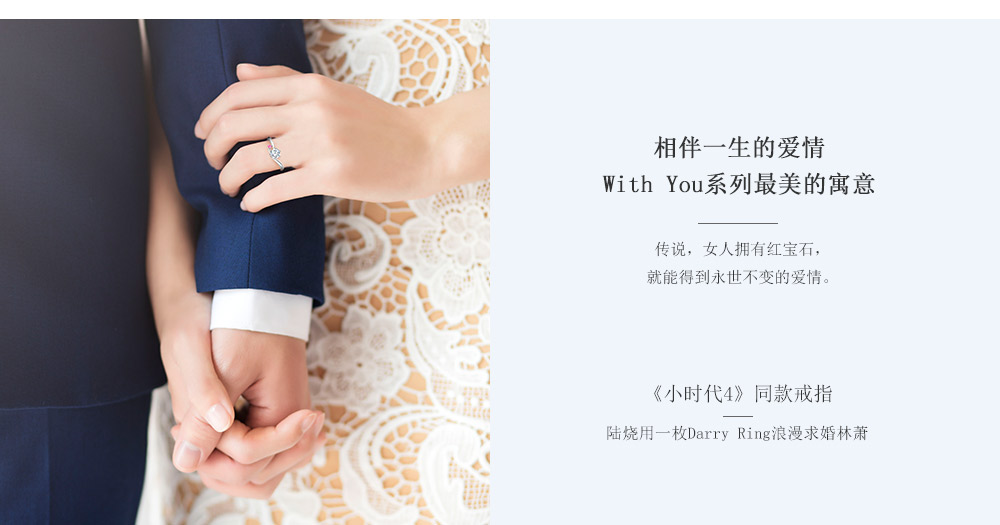 相伴一生的爱情
With You系列最美的寓意
传说，女人拥有红宝石，
就能得到永世不变的爱情。
《小时代4》同款戒指
陆烧用一枚Darry Ring浪漫求婚林萧